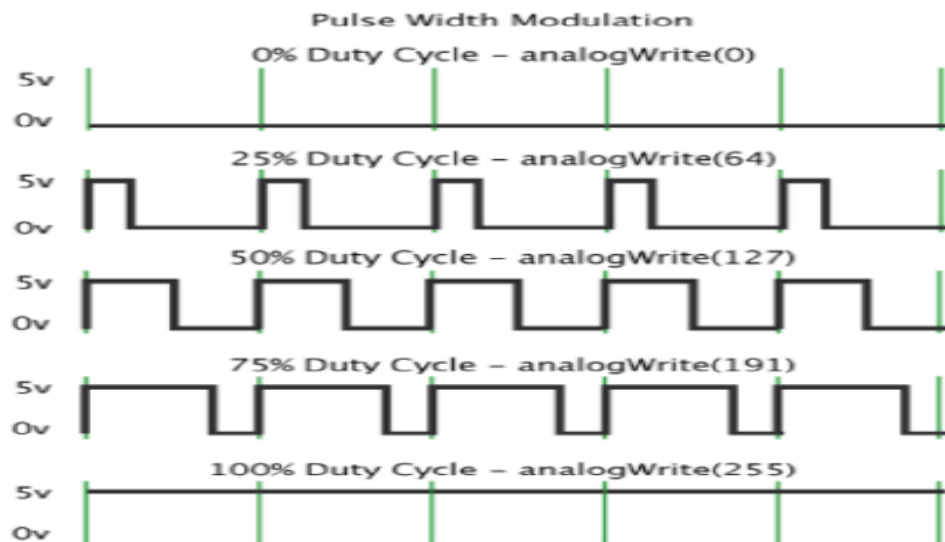 Pulse Width Modulation
0% Duty Cycle – analogWrite(0)
5v
0v
25% Duty Cycle – analogWrite(64)
5v
0v
50% Duty Cycle – analogWrite(127)
5v
0v
75% Duty Cycle – analogWrite(191)
5v
0v
100% Duty Cycle – analogWrite(255)
5v
0v